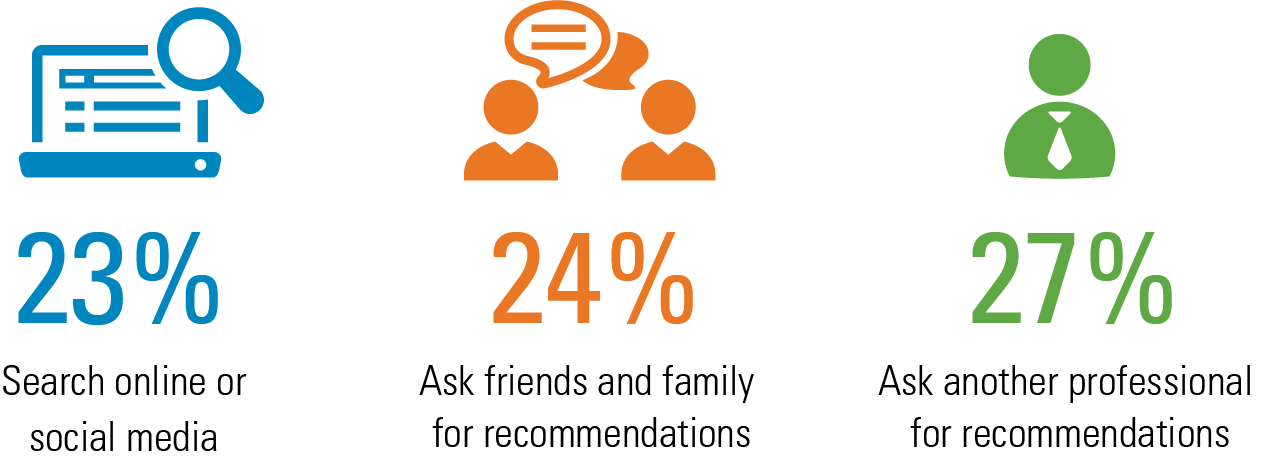 23%
Search online or
social media
24%
Ask friends and family
for recommendations
27%
Ask another professional
for recommendations